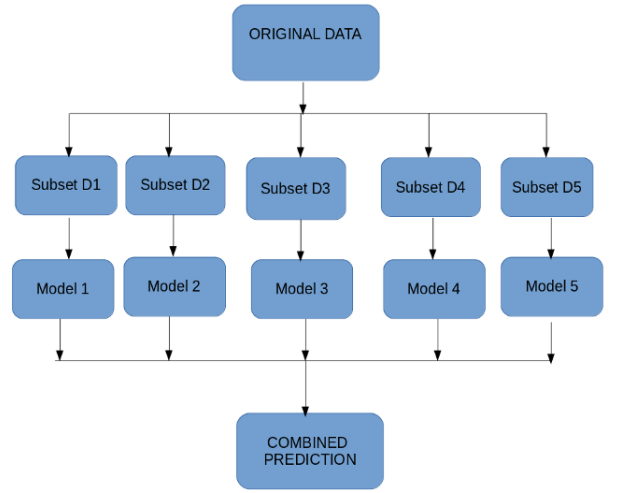 ORIGINAL DATA
Subset D1
Subset D2
Subset D3
Subset D4
Subset D5
Model 1
Model 2
Model 3
Model 4
Model 5
COMBINED
PREDICTION